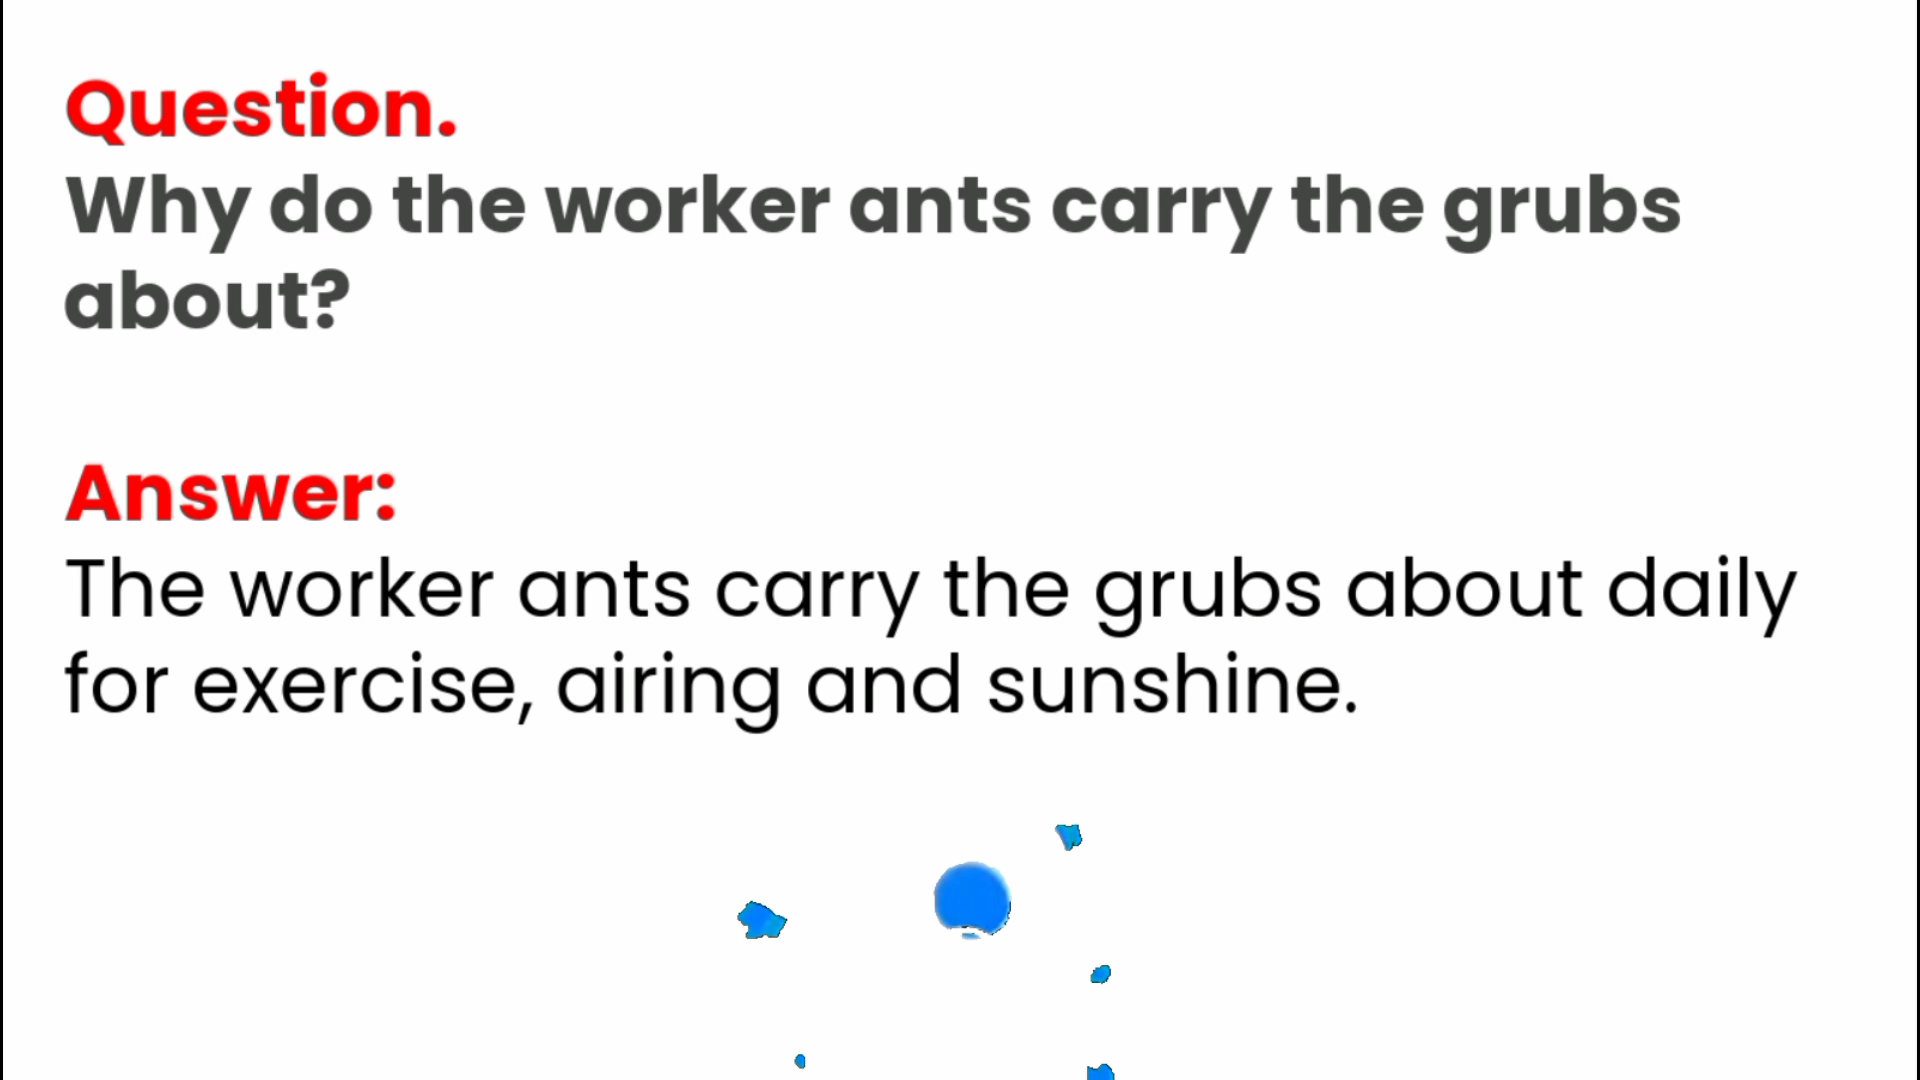 Question.
Why do the worker ants carry the grubs
about?
Answer:
The worker ants carry the grubs about daily
for exercise, airing and sunshine.